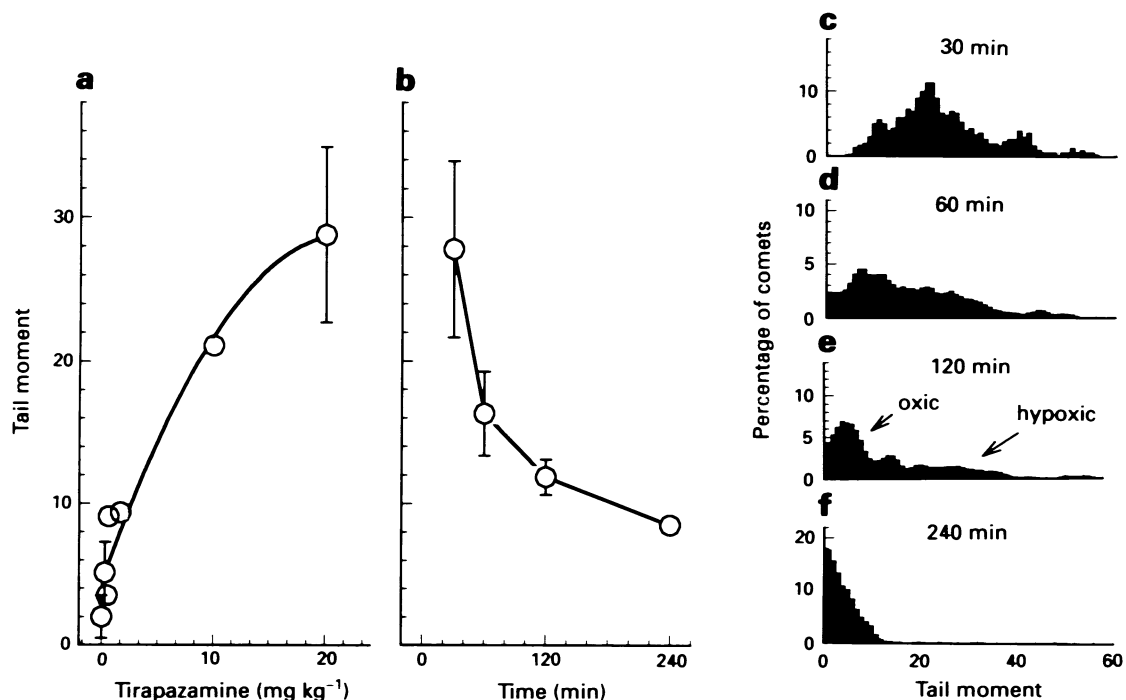 a
30
20
10
0
Tail moment
0 10 20
Tirapazamine (mg kg⁻¹)
b
0 120 240
Time (min)
Percentage of comets
c
30 min
10
0
d
60 min
10
5
0
e
120 min
10
5
0
oxic
hypoxic
f
240 min
20
10
0
0 20 40 60
Tail moment